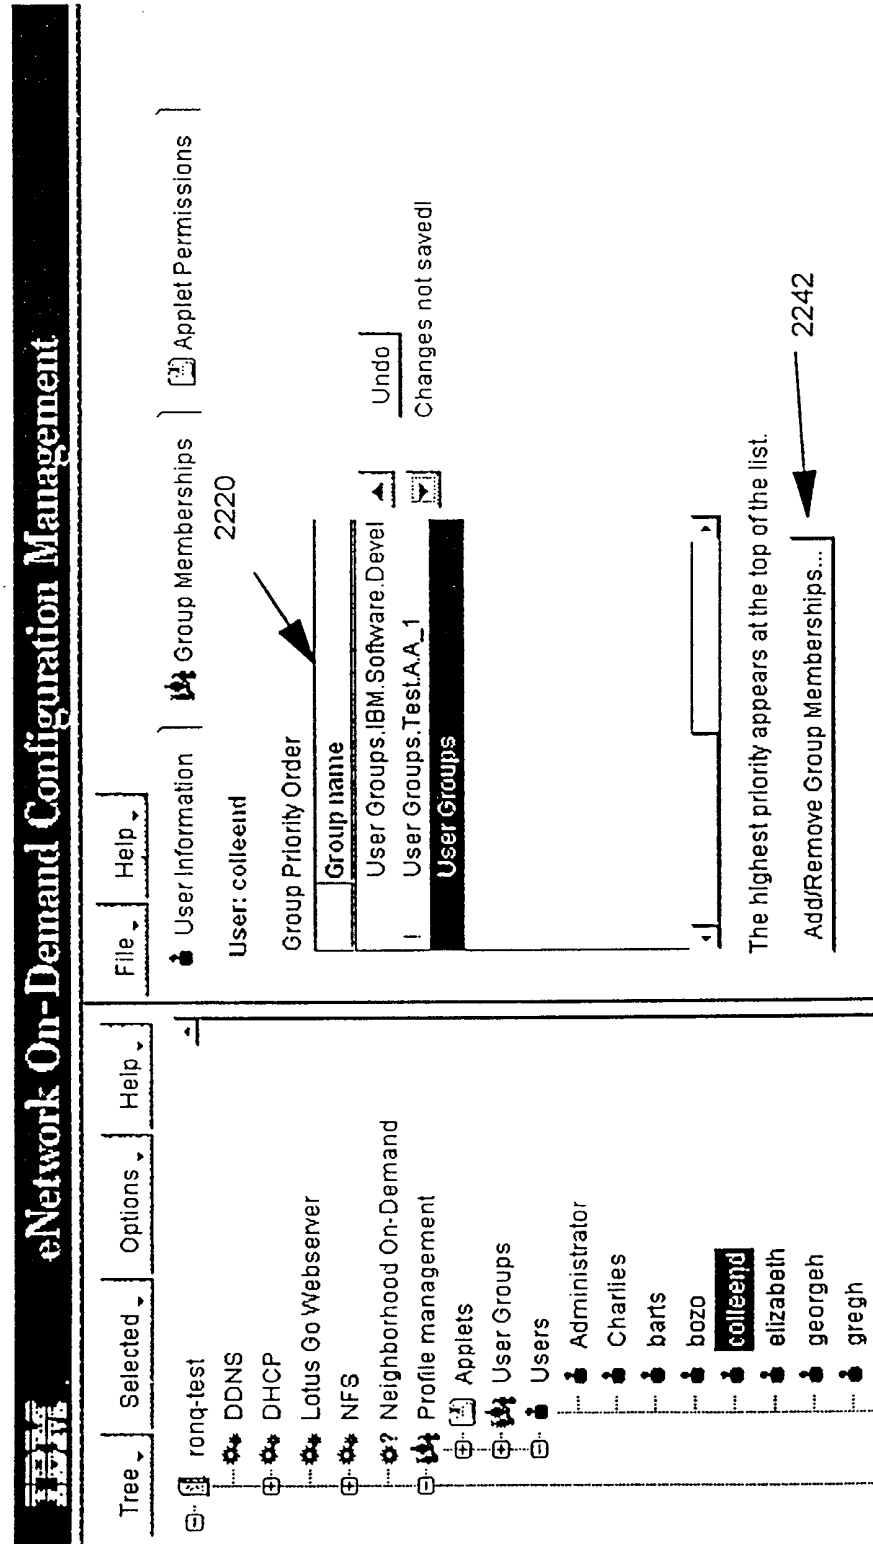 IBM eNetwork On-Demand Configuration Management
Tree Selected Options Help
ronq-test
DDNS
DHCP
Lotus Go Webserver
NFS
? Neighborhood On-Demand
Profile management
Applets
User Groups
Users
Administrator
Charlies
barts
bozo
colleend
elizabeth
georgeh
gregh
File Help
User Information Group Memberships Applet Permissions
User: colleend
2220
Group Priority Order
Group name
User Groups.IBM.Software.Devel
! User Groups.Test.A.A_1
User Groups
Undo
Changes not saved!
The highest priority appears at the top of the list.
Add/Remove Group Memberships...
2242